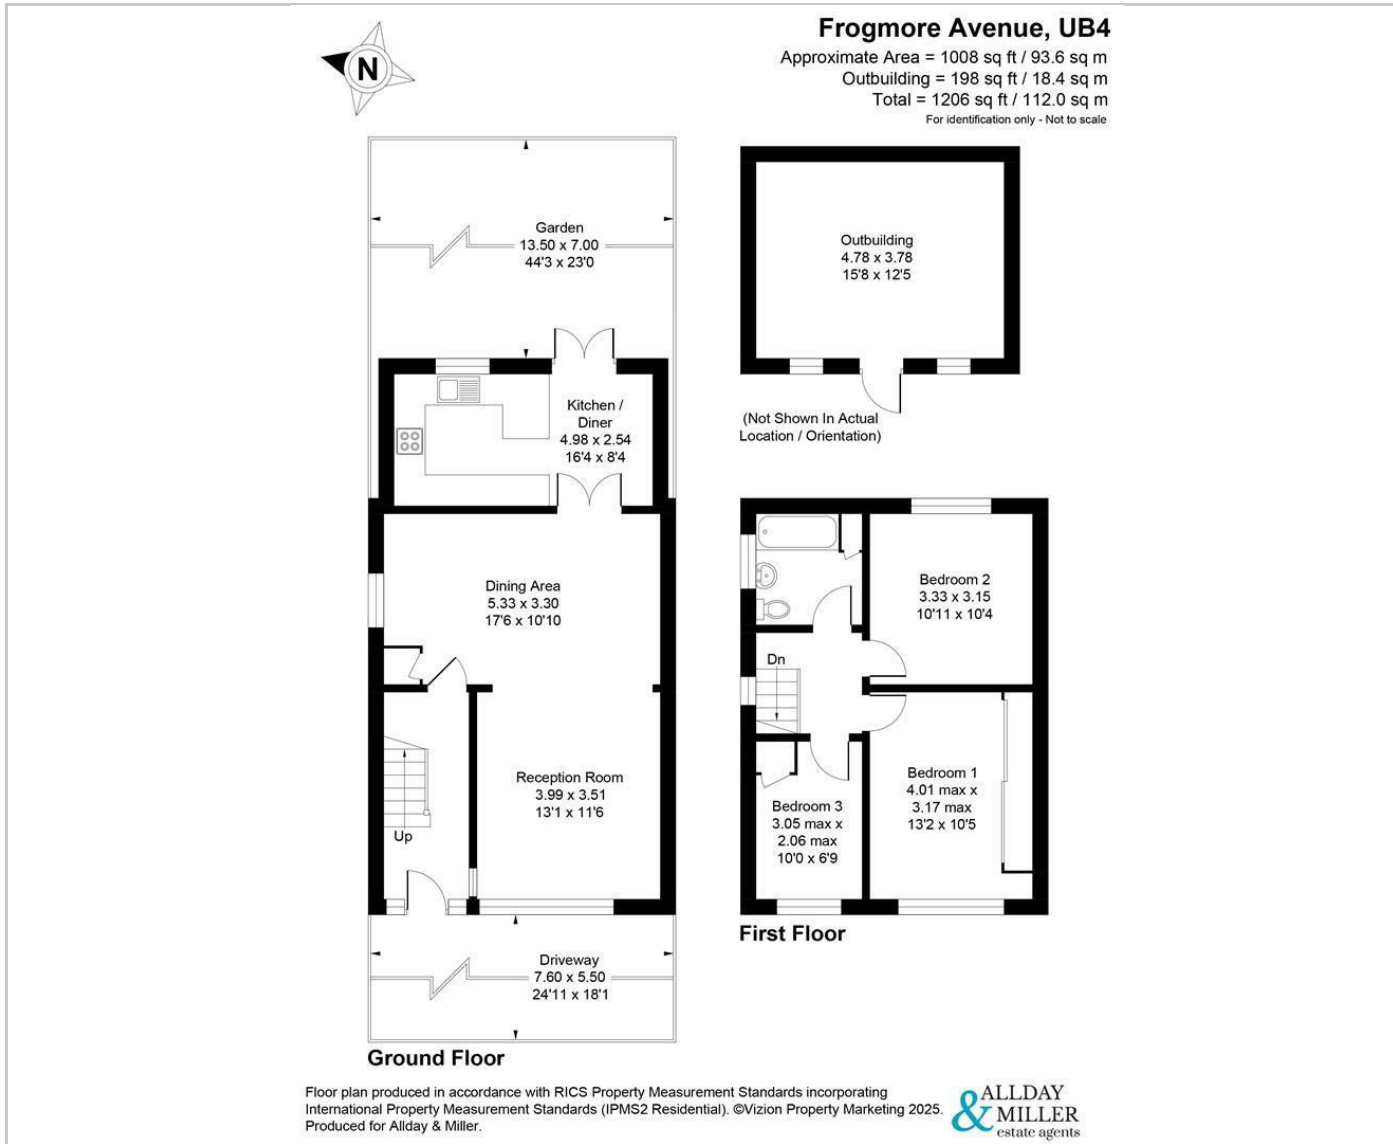 Frogmore Avenue, UB4
Approximate Area = 1008 sq ft / 93.6 sq m
Outbuilding = 198 sq ft / 18.4 sq m
Total = 1206 sq ft / 112.0 sq m
For identification only - Not to scale
N
Garden
13.50 x 7.00
44'3 x 23'0
Outbuilding
4.78 x 3.78
15'8 x 12'5
(Not Shown In Actual
Location / Orientation)
Kitchen /
Diner
4.98 x 2.54
16'4 x 8'4
Dining Area
5.33 x 3.30
17'6 x 10'10
Reception Room
3.99 x 3.51
13'1 x 11'6
Up
Driveway
7.60 x 5.50
24'11 x 18'1
Ground Floor
Bedroom 2
3.33 x 3.15
10'11 x 10'4
Dn
Bedroom 1
4.01 max x
3.17 max
13'2 x 10'5
Bedroom 3
3.05 max x
2.06 max
10'0 x 6'9
First Floor
Floor plan produced in accordance with RICS Property Measurement Standards incorporating
International Property Measurement Standards (IPMS2 Residential). ©Vizion Property Marketing 2025.
Produced for Allday & Miller.
ALLDAY
& MILLER
estate agents